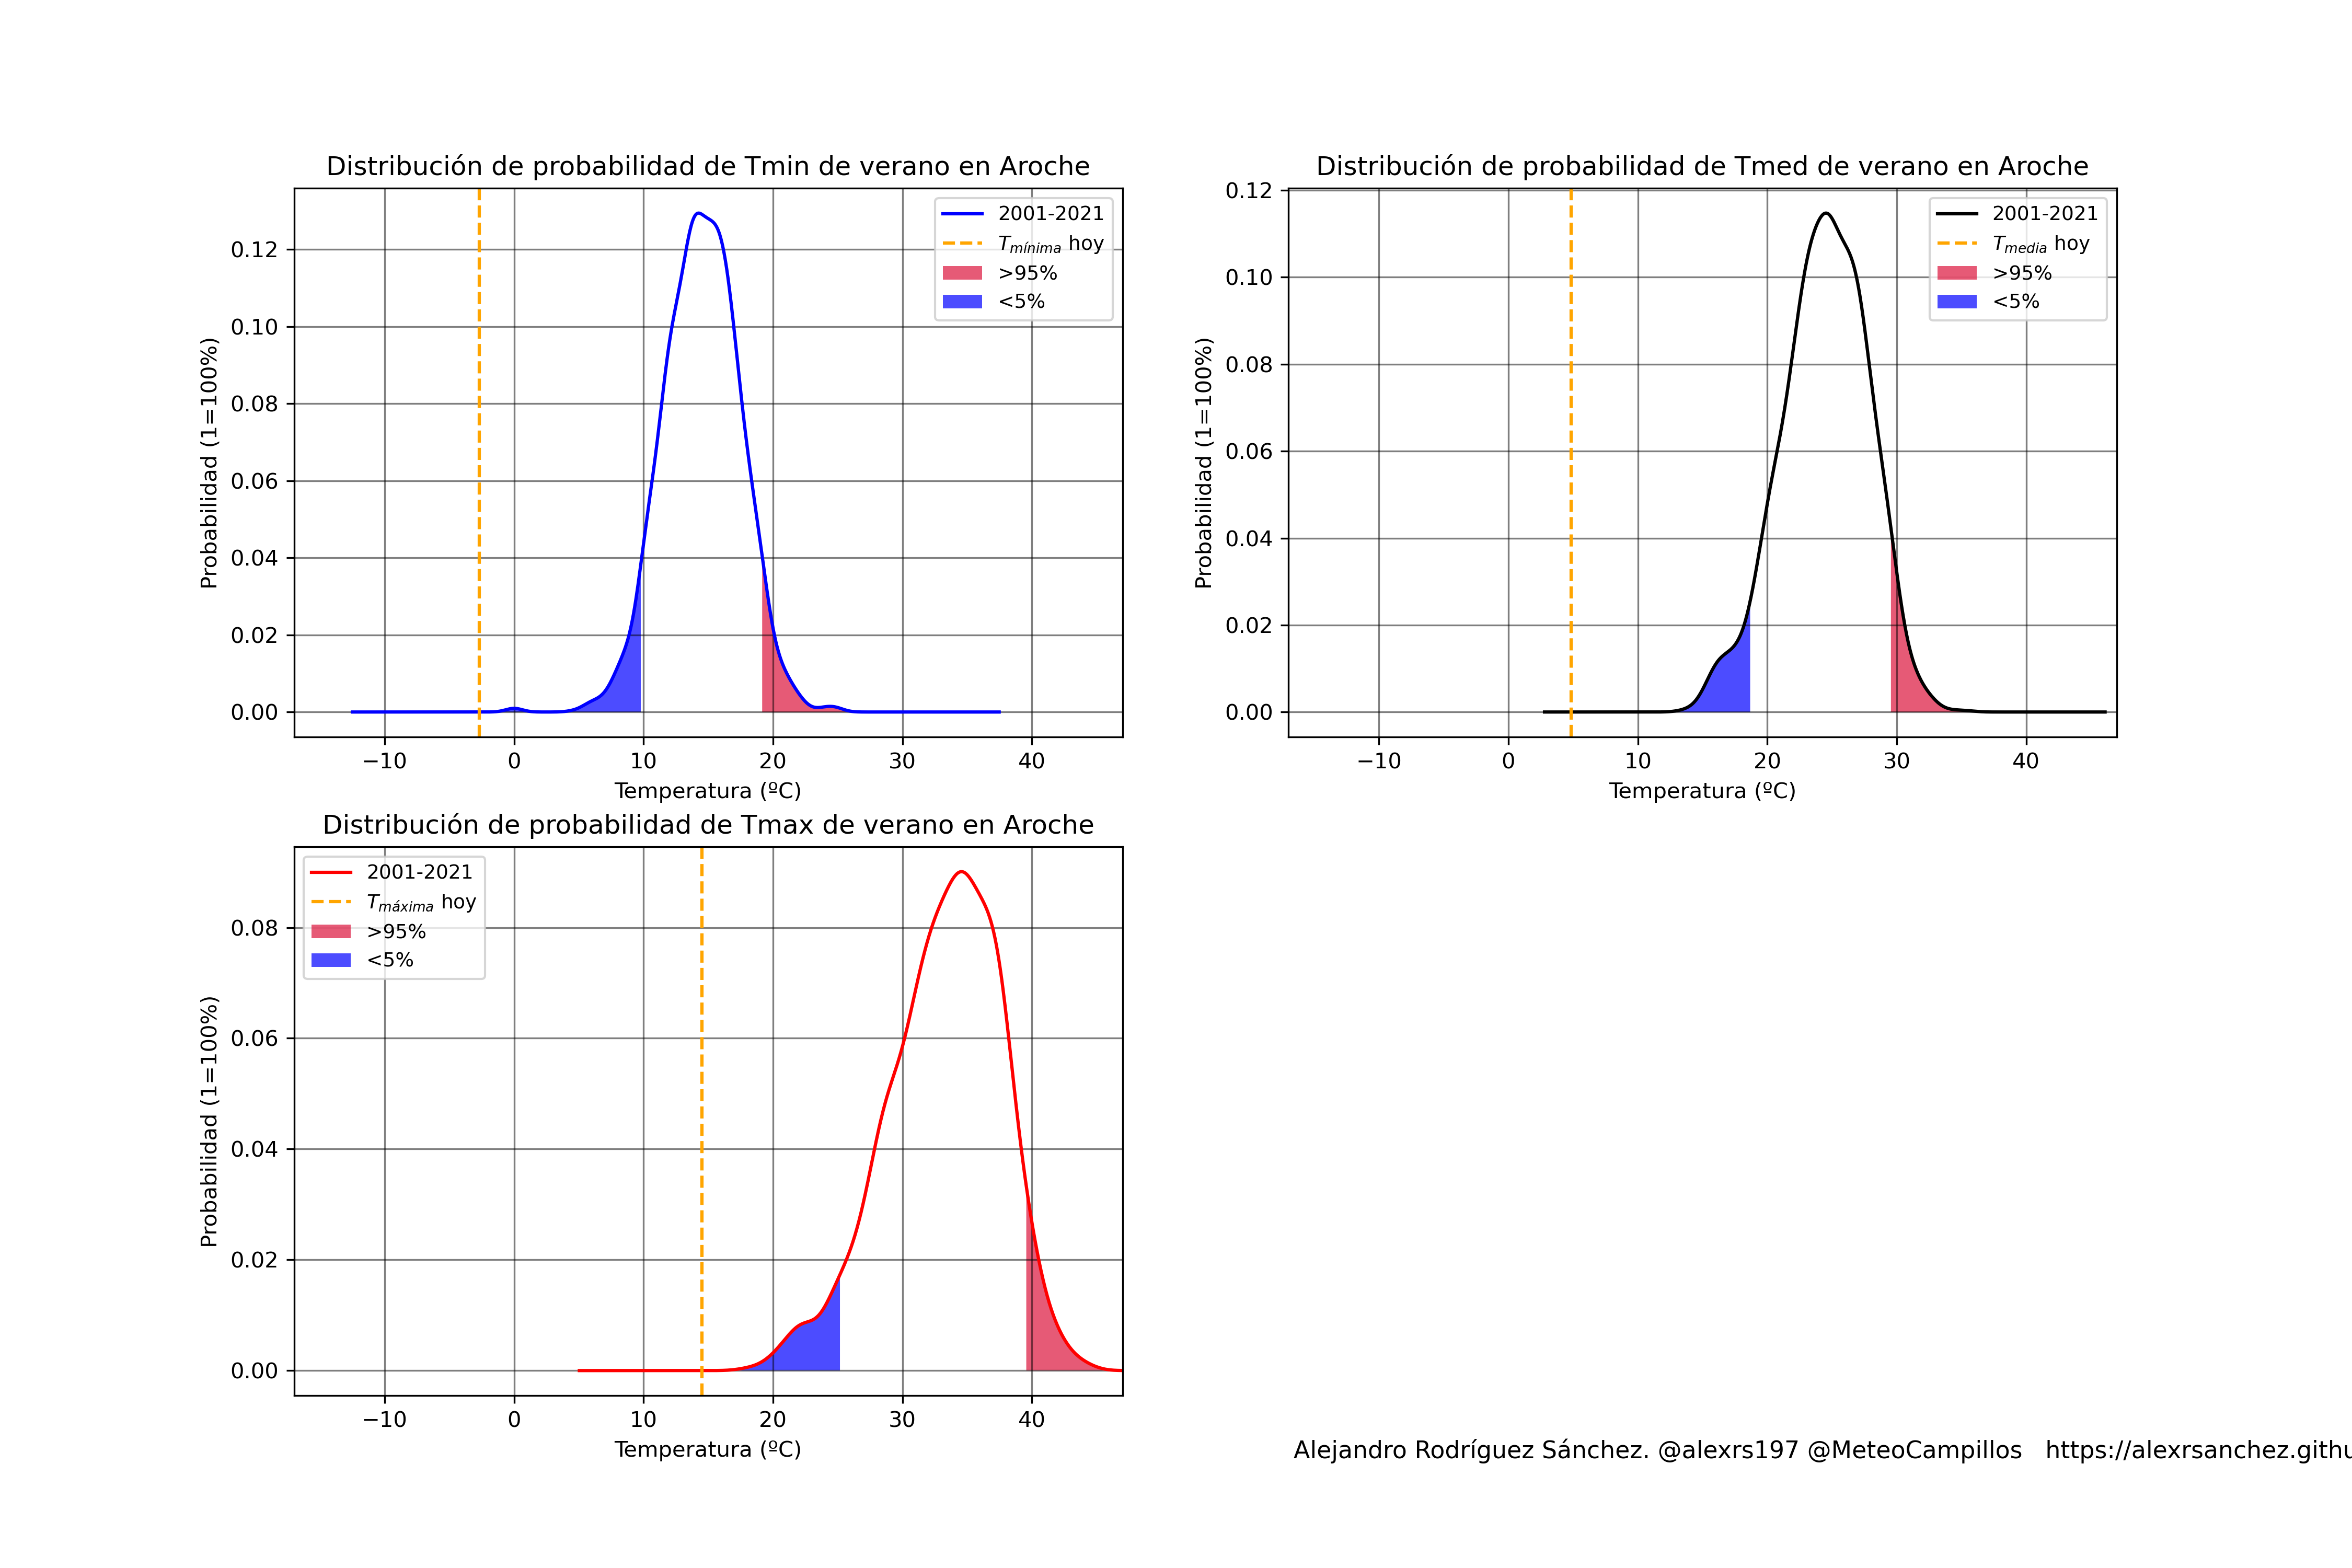 Distribución de probabilidad de Tmin de verano en Aroche
0.12
0.10
0.08
0.06
0.04
0.02
0.00
Probabilidad (1=100%)
2001-2021
Tmínima hoy
>95%
<5%
−10 0 10 20 30 40
Temperatura (ºC)
Distribución de probabilidad de Tmed de verano en Aroche
0.12
0.10
0.08
0.06
0.04
0.02
0.00
Probabilidad (1=100%)
2001-2021
Tmedia hoy
>95%
<5%
−10 0 10 20 30 40
Temperatura (ºC)
Distribución de probabilidad de Tmax de verano en Aroche
0.08
0.06
0.04
0.02
0.00
Probabilidad (1=100%)
2001-2021
Tmáxima hoy
>95%
<5%
−10 0 10 20 30 40
Temperatura (ºC)
Alejandro Rodríguez Sánchez. @alexrs197 @MeteoCampillos https://alexrsanchez.githu